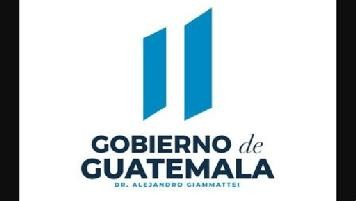 GOBIERNO de
GUATEMALA
DR. ALEJANDRO GIAMMATTEI